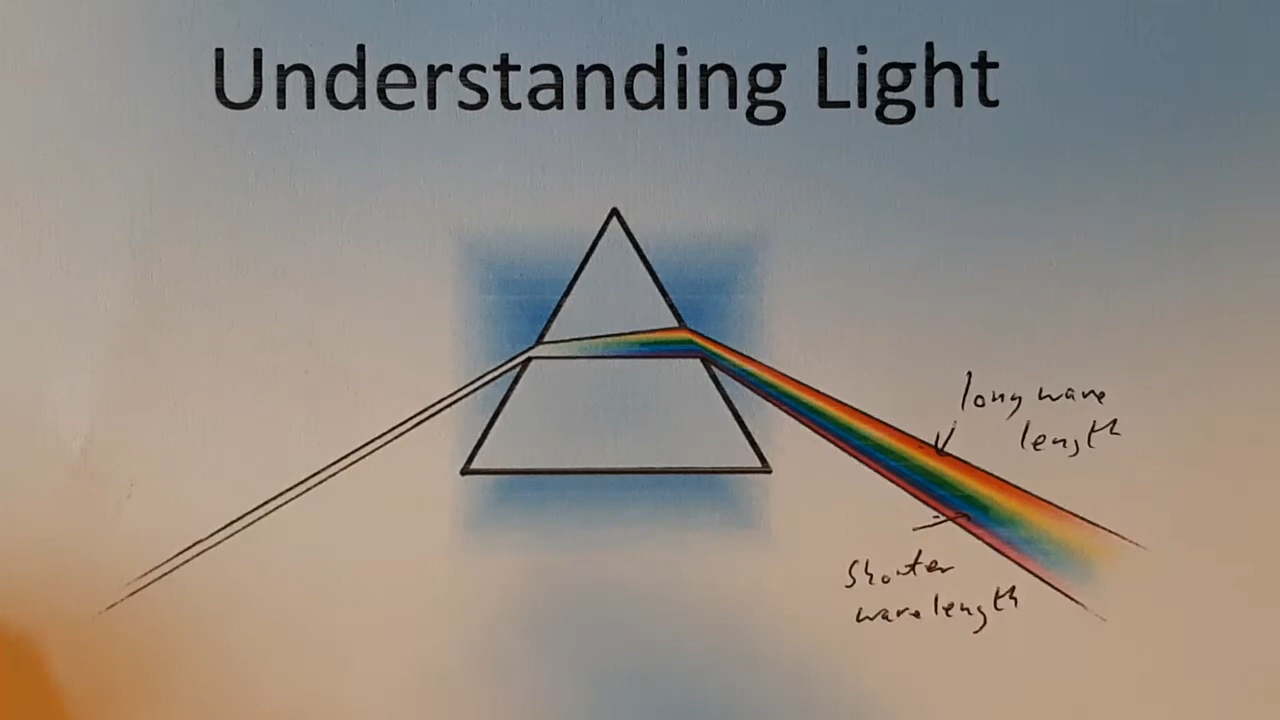 Understanding Light
long wave
length
Shorter
wavelength